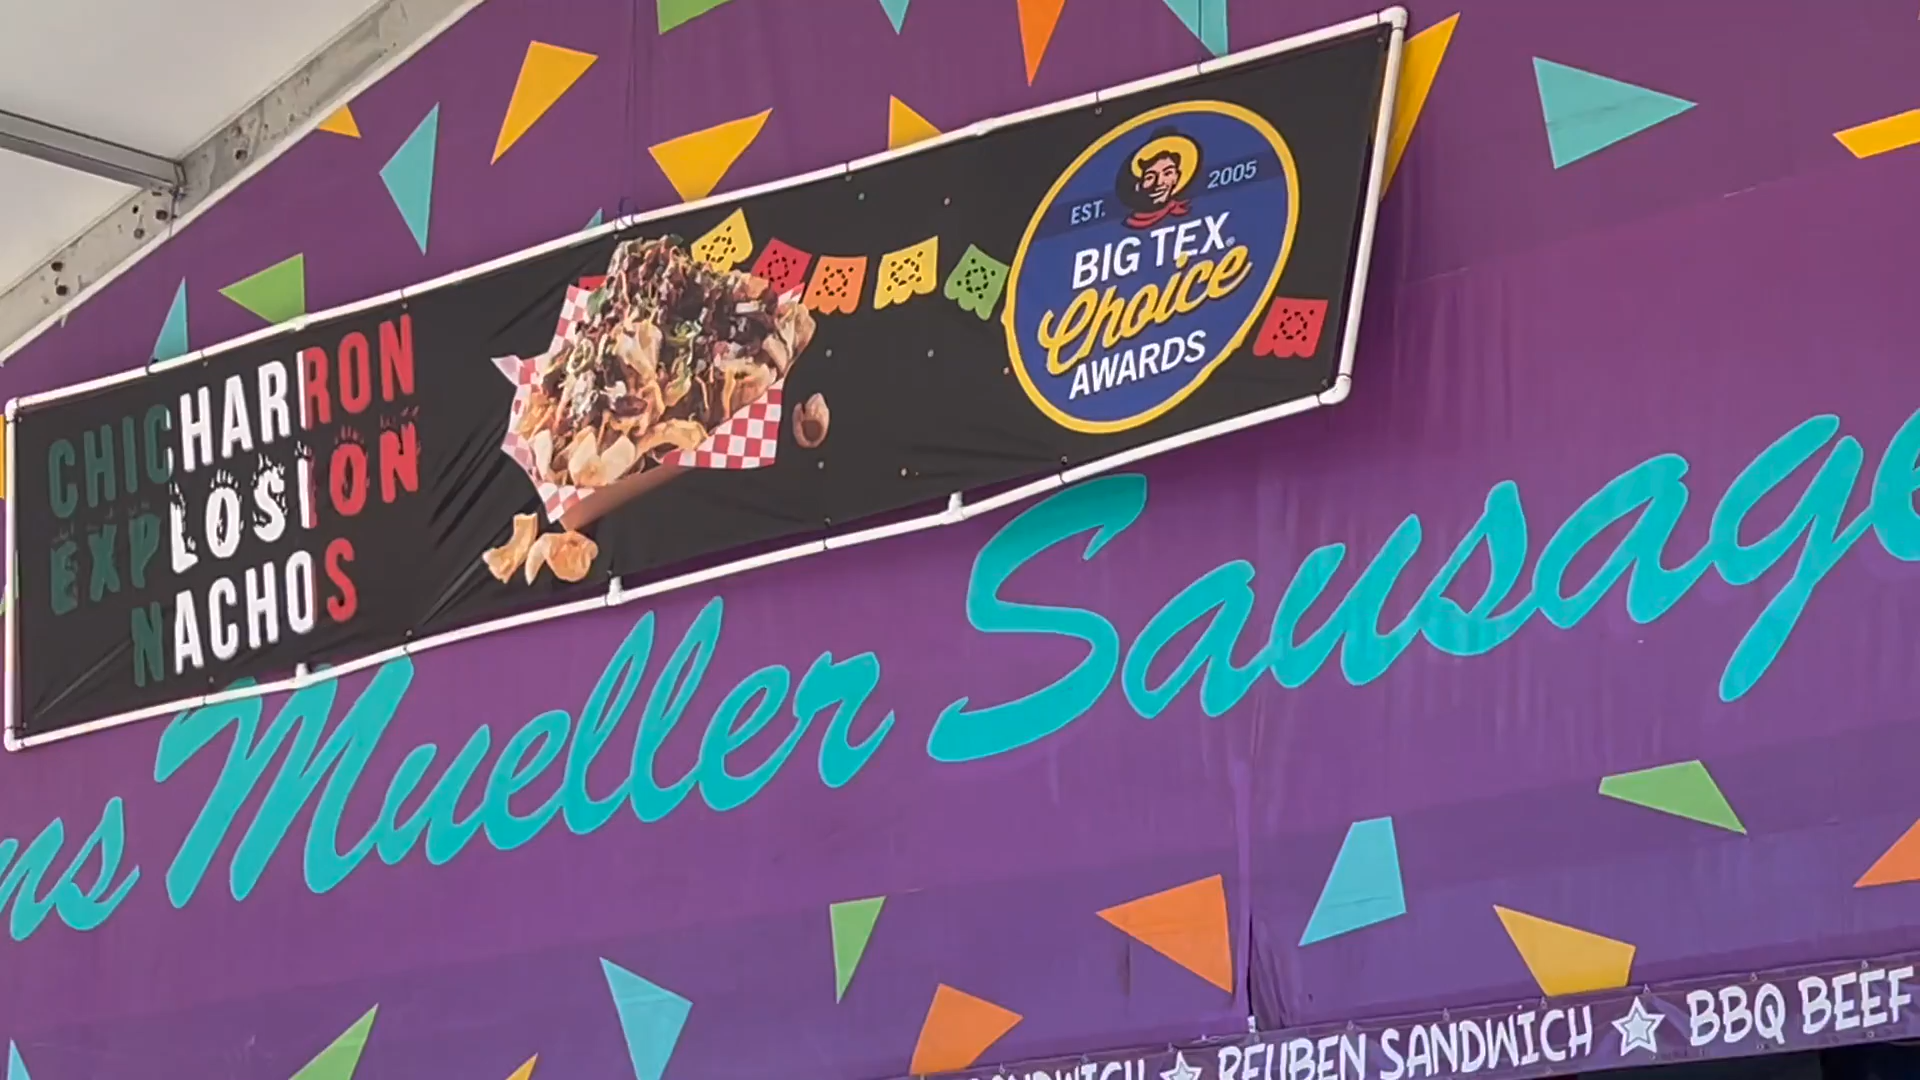 CHICHARRON
EXPLOSION
NACHOS
EST. 2005
BIG TEX®
Choice
AWARDS
Mueller Sausage
REUBEN SANDWICH ☆ BBQ BEEF